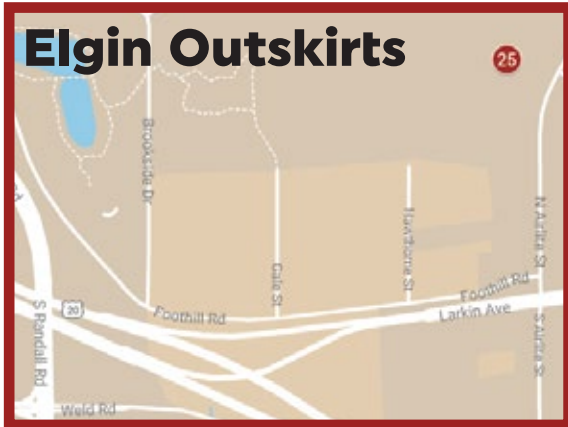 Elgin Outskirts
25
Brookside Dr
Rd
N Airlite St
Gale St
Hawthorne St
Foothill Rd
20
Foothill Rd
Larkin Ave
S Randall Rd
S Airlite St
Weld Rd